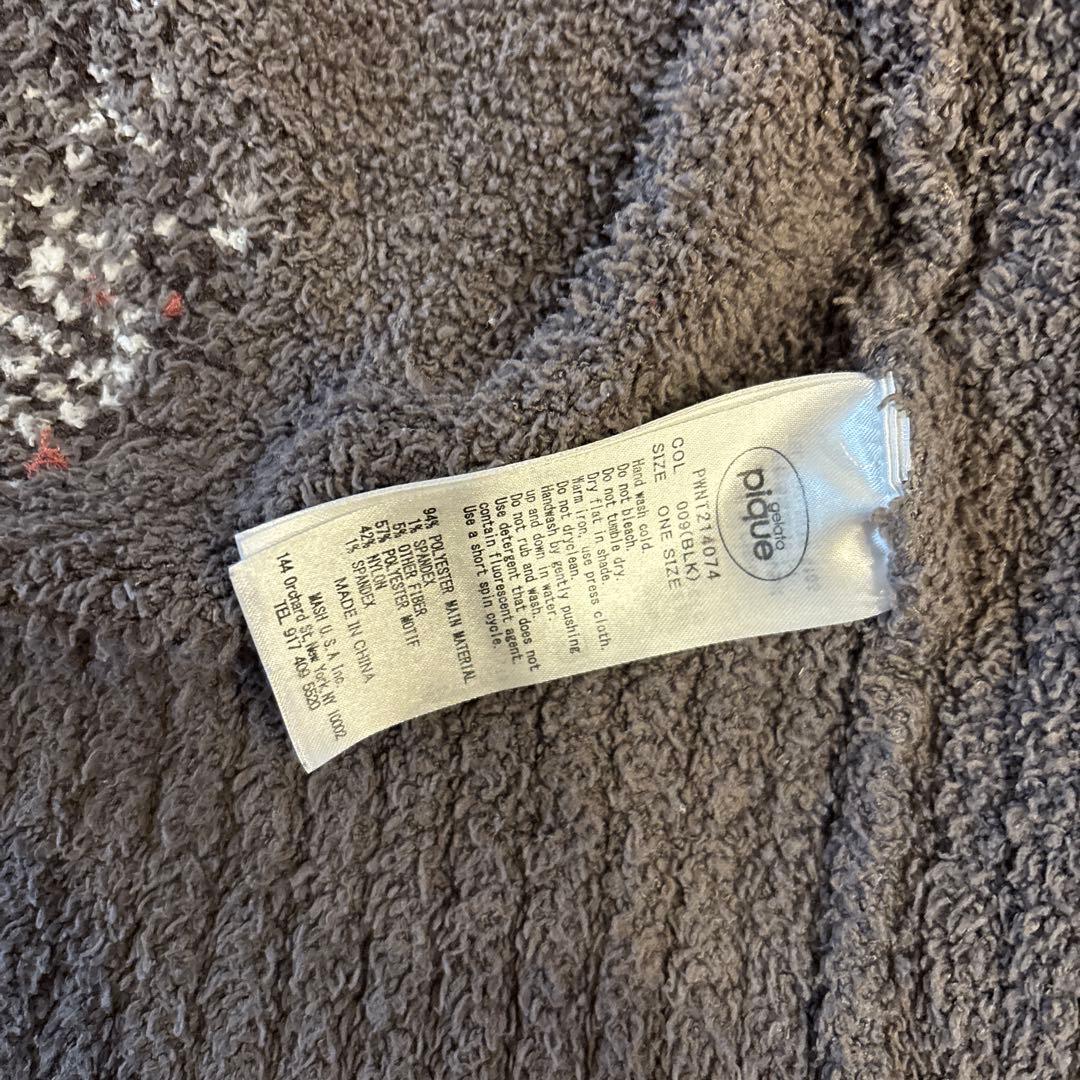 gelato
pique
PWNT214074
COL 009(BLK)
SIZE ONE SIZE
Hand wash cold.
Do not bleach.
Do not tumble dry.
Dry flat in shade.
Warm iron, use press cloth.
Do not dryclean.
Handwash by gently pushing
up and down in water.
Do not rub and wash.
Use detergent that does not
contain fluorescent agent.
Use a short spin cycle.
94% POLYESTER MAIN MATERIAL
1% SPANDEX
5% OTHER FIBER
57% POLYESTER MOTIF
42% NYLON
1% SPANDEX
MADE IN CHINA
MASH U.S.A Inc.
144 Orchard St, New York, NY 10002
TEL 917 409 5520